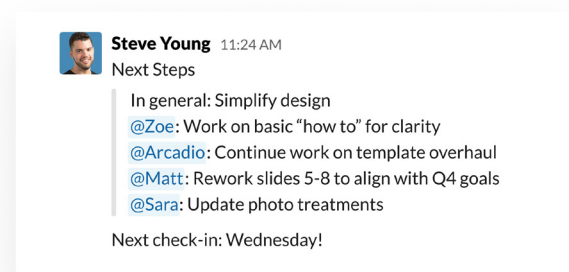 Steve Young 11:24 AM
Next Steps
In general: Simplify design
@Zoe: Work on basic “how to” for clarity
@Arcadio: Continue work on template overhaul
@Matt: Rework slides 5-8 to align with Q4 goals
@Sara: Update photo treatments
Next check-in: Wednesday!